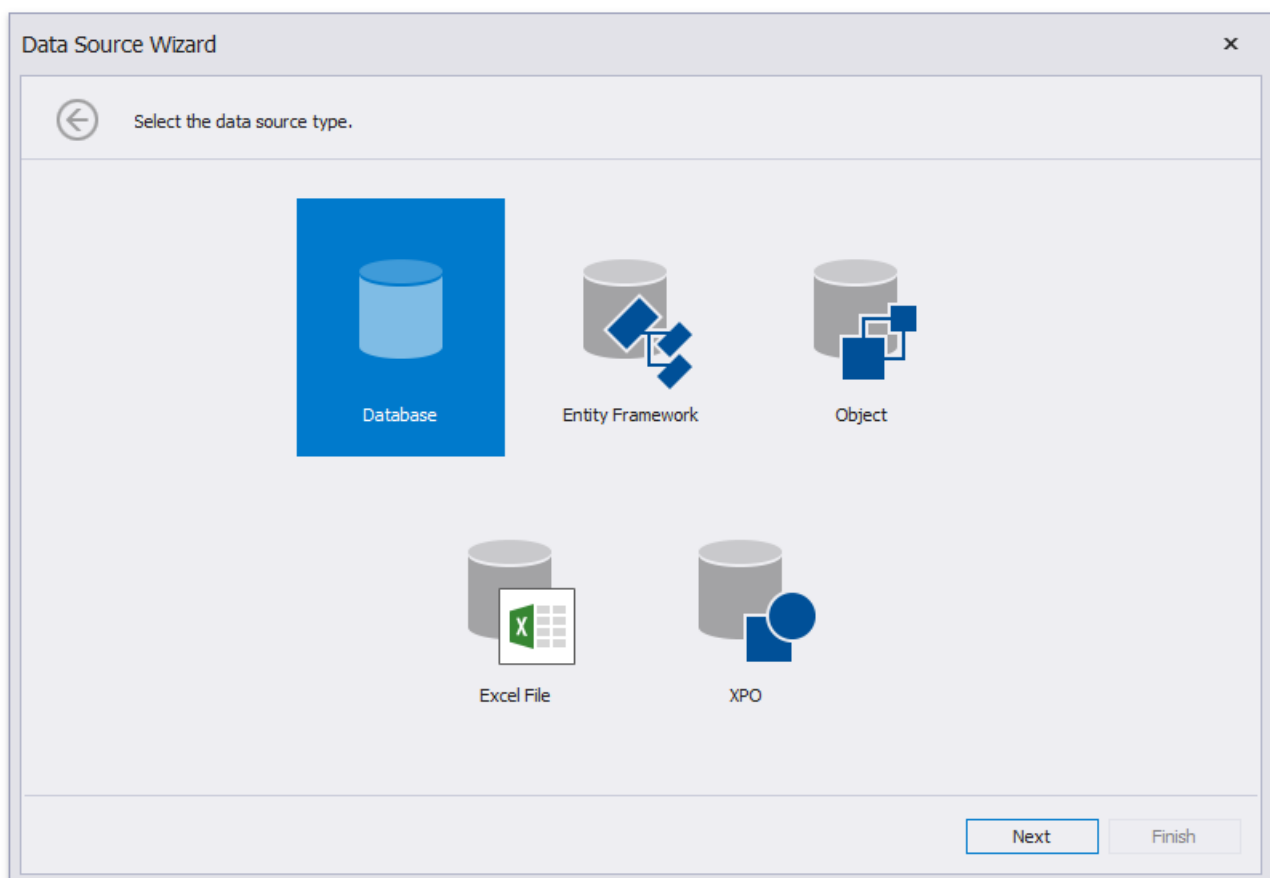 Data Source Wizard
Select the data source type.
Database
Entity Framework
Object
X
Excel File
XPO
Next
Finish